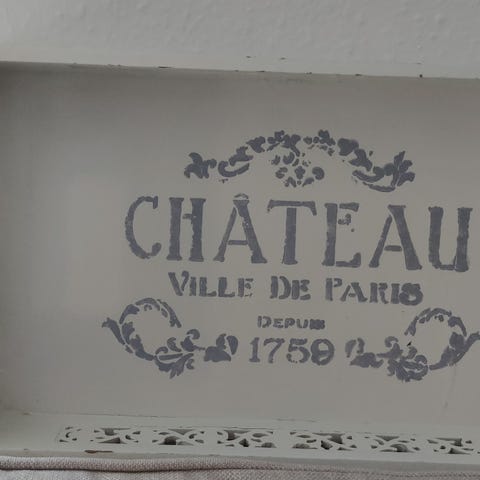 CHÂTEAU
VILLE DE PARIS
DEPUIS
1759